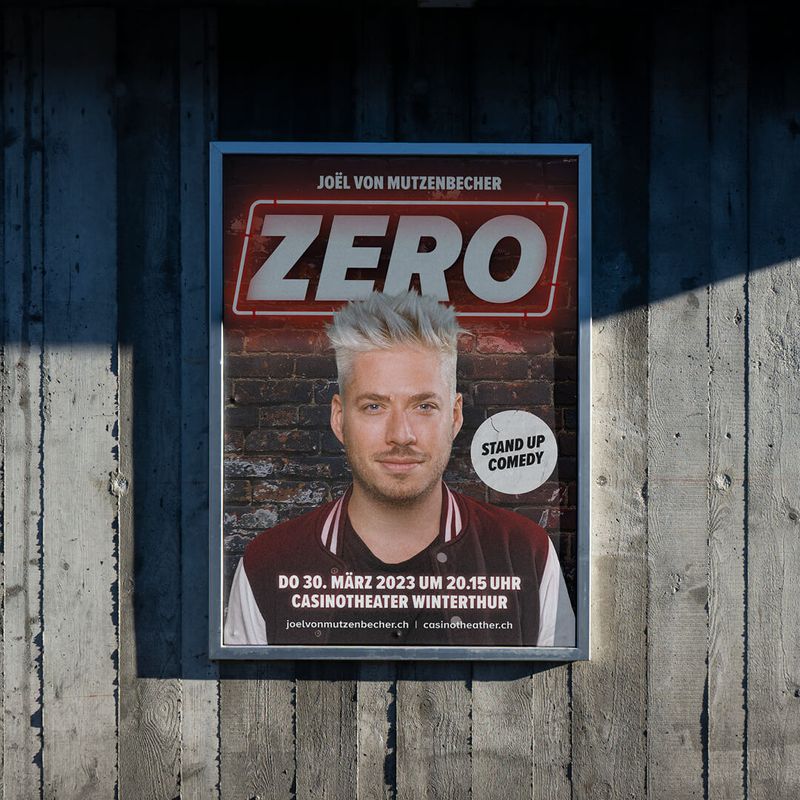 JOËL VON MUTZENBECHER
ZERO
STAND UP
COMEDY
DO 30. MÄRZ 2023 UM 20.15 UHR
CASINOTHEATER WINTERTHUR
joelvonmutzenbecher.ch | casinotheather.ch